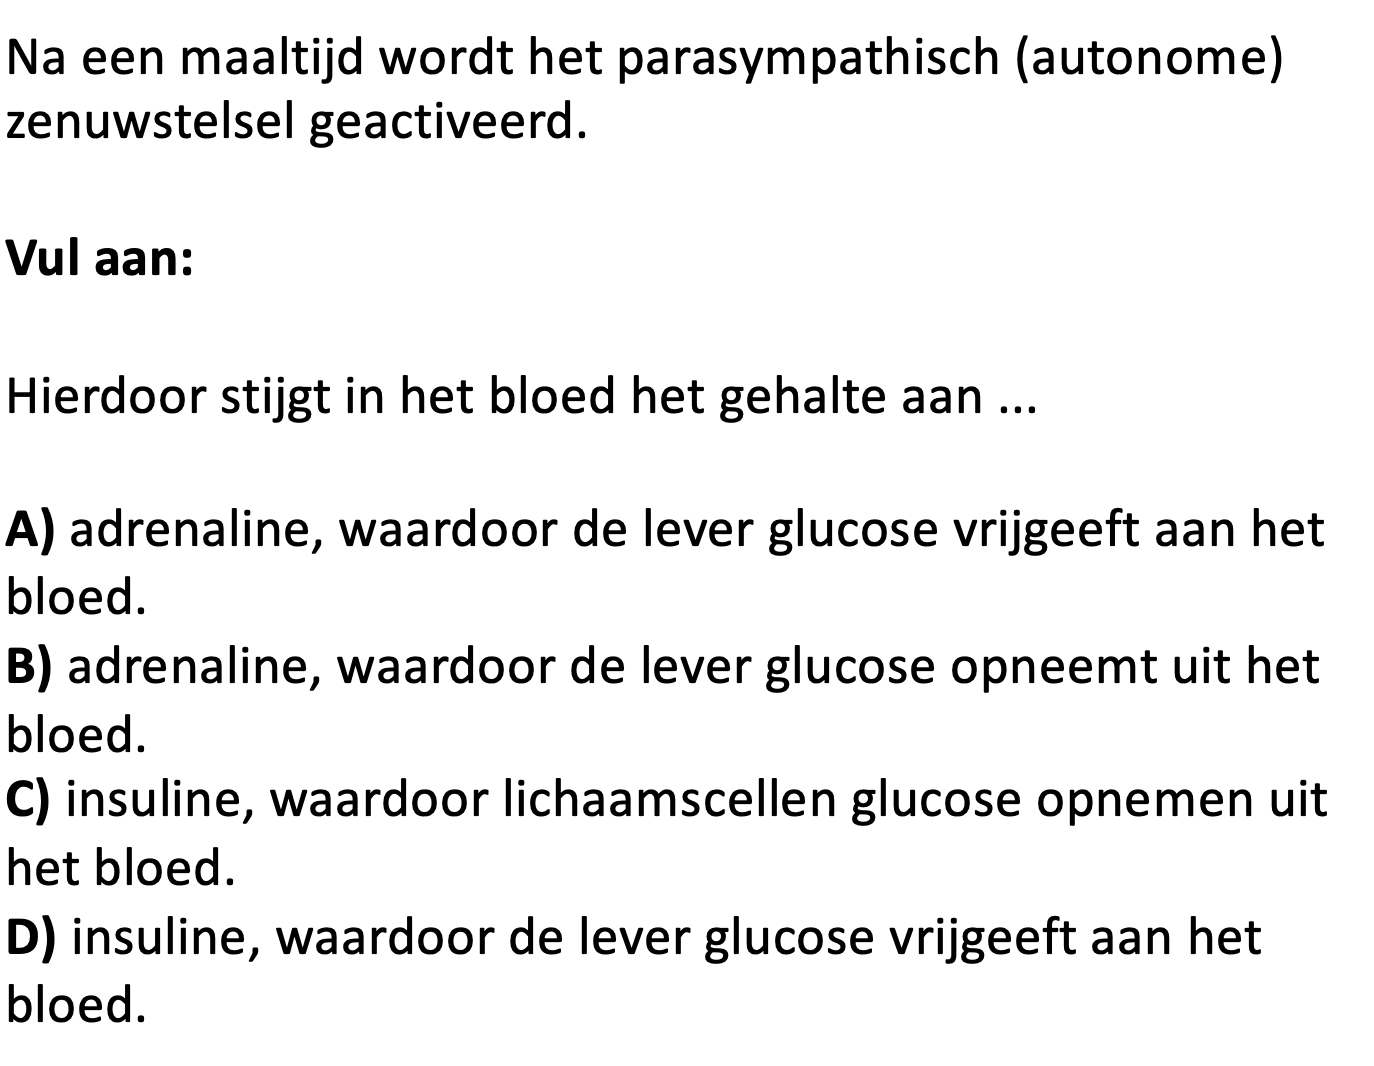 Na een maaltijd wordt het parasympathisch (autonome)
zenuwstelsel geactiveerd.
Vul aan:
Hierdoor stijgt in het bloed het gehalte aan ...
A) adrenaline, waardoor de lever glucose vrijgeeft aan het
bloed.
B) adrenaline, waardoor de lever glucose opneemt uit het
bloed.
C) insuline, waardoor lichaamscellen glucose opnemen uit
het bloed.
D) insuline, waardoor de lever glucose vrijgeeft aan het
bloed.